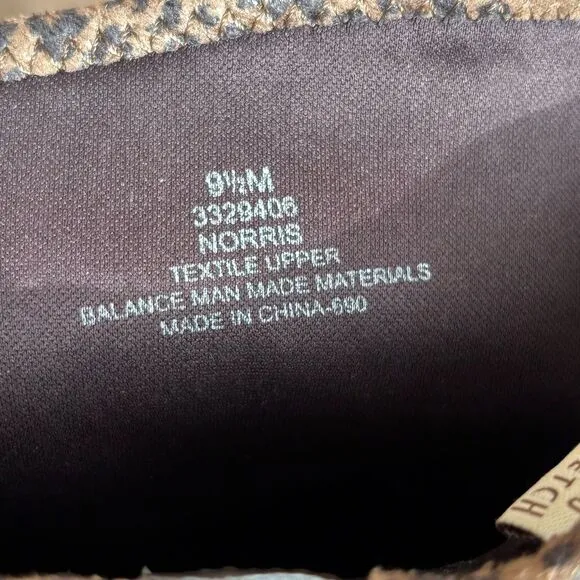 9½M
3329406
NORRIS
TEXTILE UPPER
BALANCE MAN MADE MATERIALS
MADE IN CHINA-690